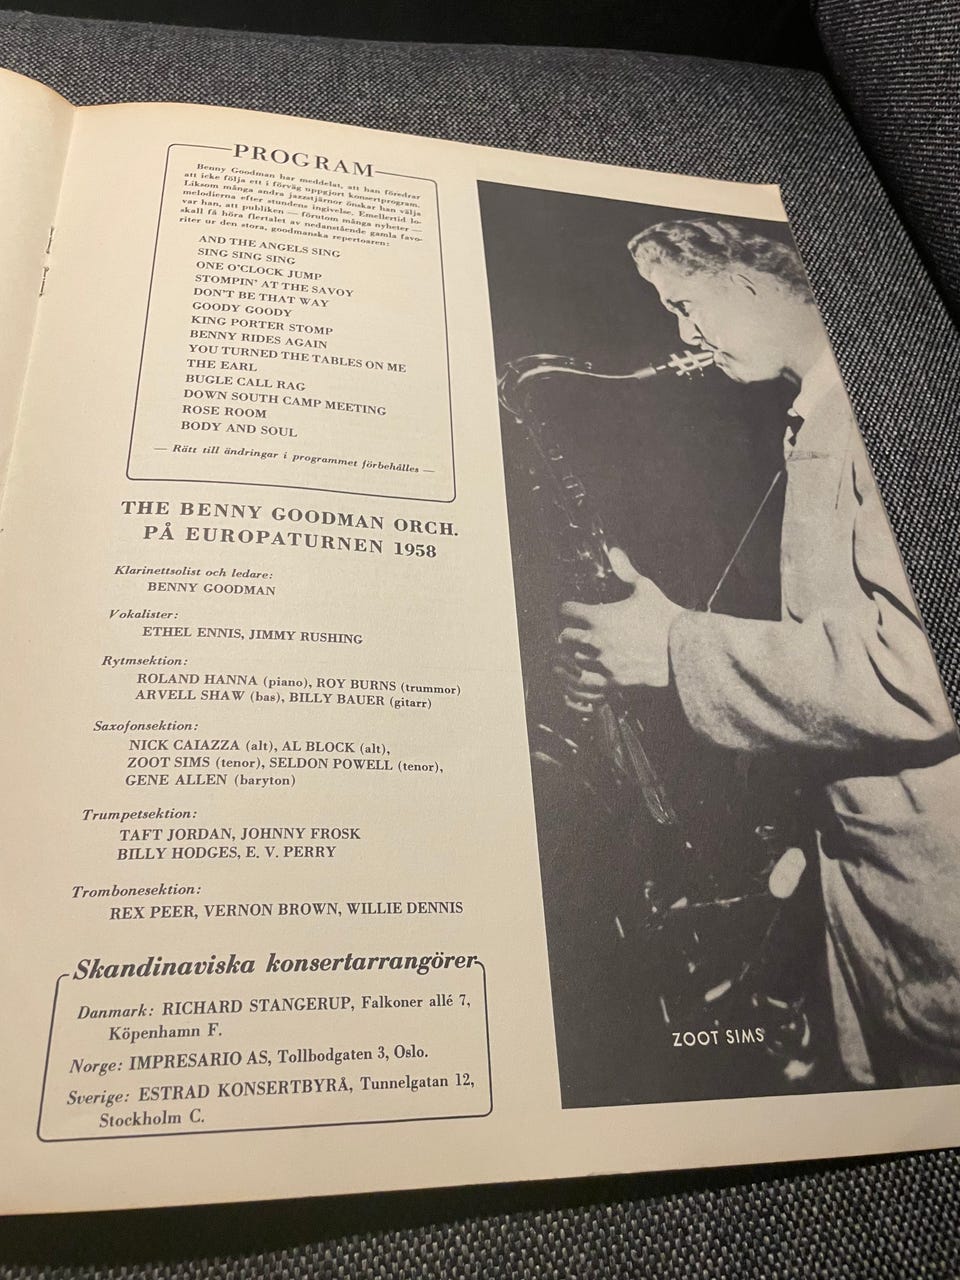 PROGRAM
Benny Goodman har meddelat, att han föredrar
att icke följa ett i förväg uppgjort konsertprogram.
Liksom många andra jazzstjärnor önskar han välja
melodierna efter stundens ingivelse. Emellertid lo-
var han, att publiken — förutom många nyheter —
skall få höra flertalet av nedanstående gamla favo-
riter ur den stora, goodmanska repertoaren:
AND THE ANGELS SING
SING SING SING
ONE O'CLOCK JUMP
STOMPIN' AT THE SAVOY
DON'T BE THAT WAY
GOODY GOODY
KING PORTER STOMP
BENNY RIDES AGAIN
YOU TURNED THE TABLES ON ME
THE EARL
BUGLE CALL RAG
DOWN SOUTH CAMP MEETING
ROSE ROOM
BODY AND SOUL
— Rätt till ändringar i programmet förbehålles —
THE BENNY GOODMAN ORCH.
PÅ EUROPATURNEN 1958
Klarinettsolist och ledare:
BENNY GOODMAN
Vokalister:
ETHEL ENNIS, JIMMY RUSHING
Rytmsektion:
ROLAND HANNA (piano), ROY BURNS (trummor)
ARVELL SHAW (bas), BILLY BAUER (gitarr)
Saxofonsektion:
NICK CAIAZZA (alt), AL BLOCK (alt),
ZOOT SIMS (tenor), SELDON POWELL (tenor),
GENE ALLEN (baryton)
Trumpetsektion:
TAFT JORDAN, JOHNNY FROSK
BILLY HODGES, E. V. PERRY
Trombonesektion:
REX PEER, VERNON BROWN, WILLIE DENNIS
Skandinaviska konsertarrangörer
Danmark: RICHARD STANGERUP, Falkoner allé 7,
Köpenhamn F.
Norge: IMPRESARIO AS, Tollbodgaten 3, Oslo.
Sverige: ESTRAD KONSERTBYRÅ, Tunnelgatan 12,
Stockholm C.
ZOOT SIMS